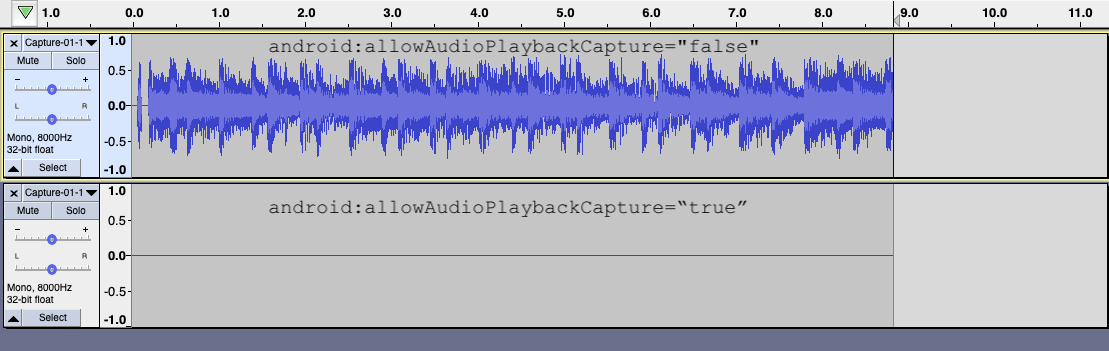 1.0 0.0 1.0 2.0 3.0 4.0 5.0 6.0 7.0 8.0 9.0 10.0 11.0
× Capture-01-1
Mute Solo
- +
L R
Mono, 8000Hz
32-bit float
Select
1.0
0.5
0.0
-0.5
-1.0
android:allowAudioPlaybackCapture="false"
× Capture-01-1
Mute Solo
- +
L R
Mono, 8000Hz
32-bit float
Select
1.0
0.5
0.0
-0.5
-1.0
android:allowAudioPlaybackCapture=“true”